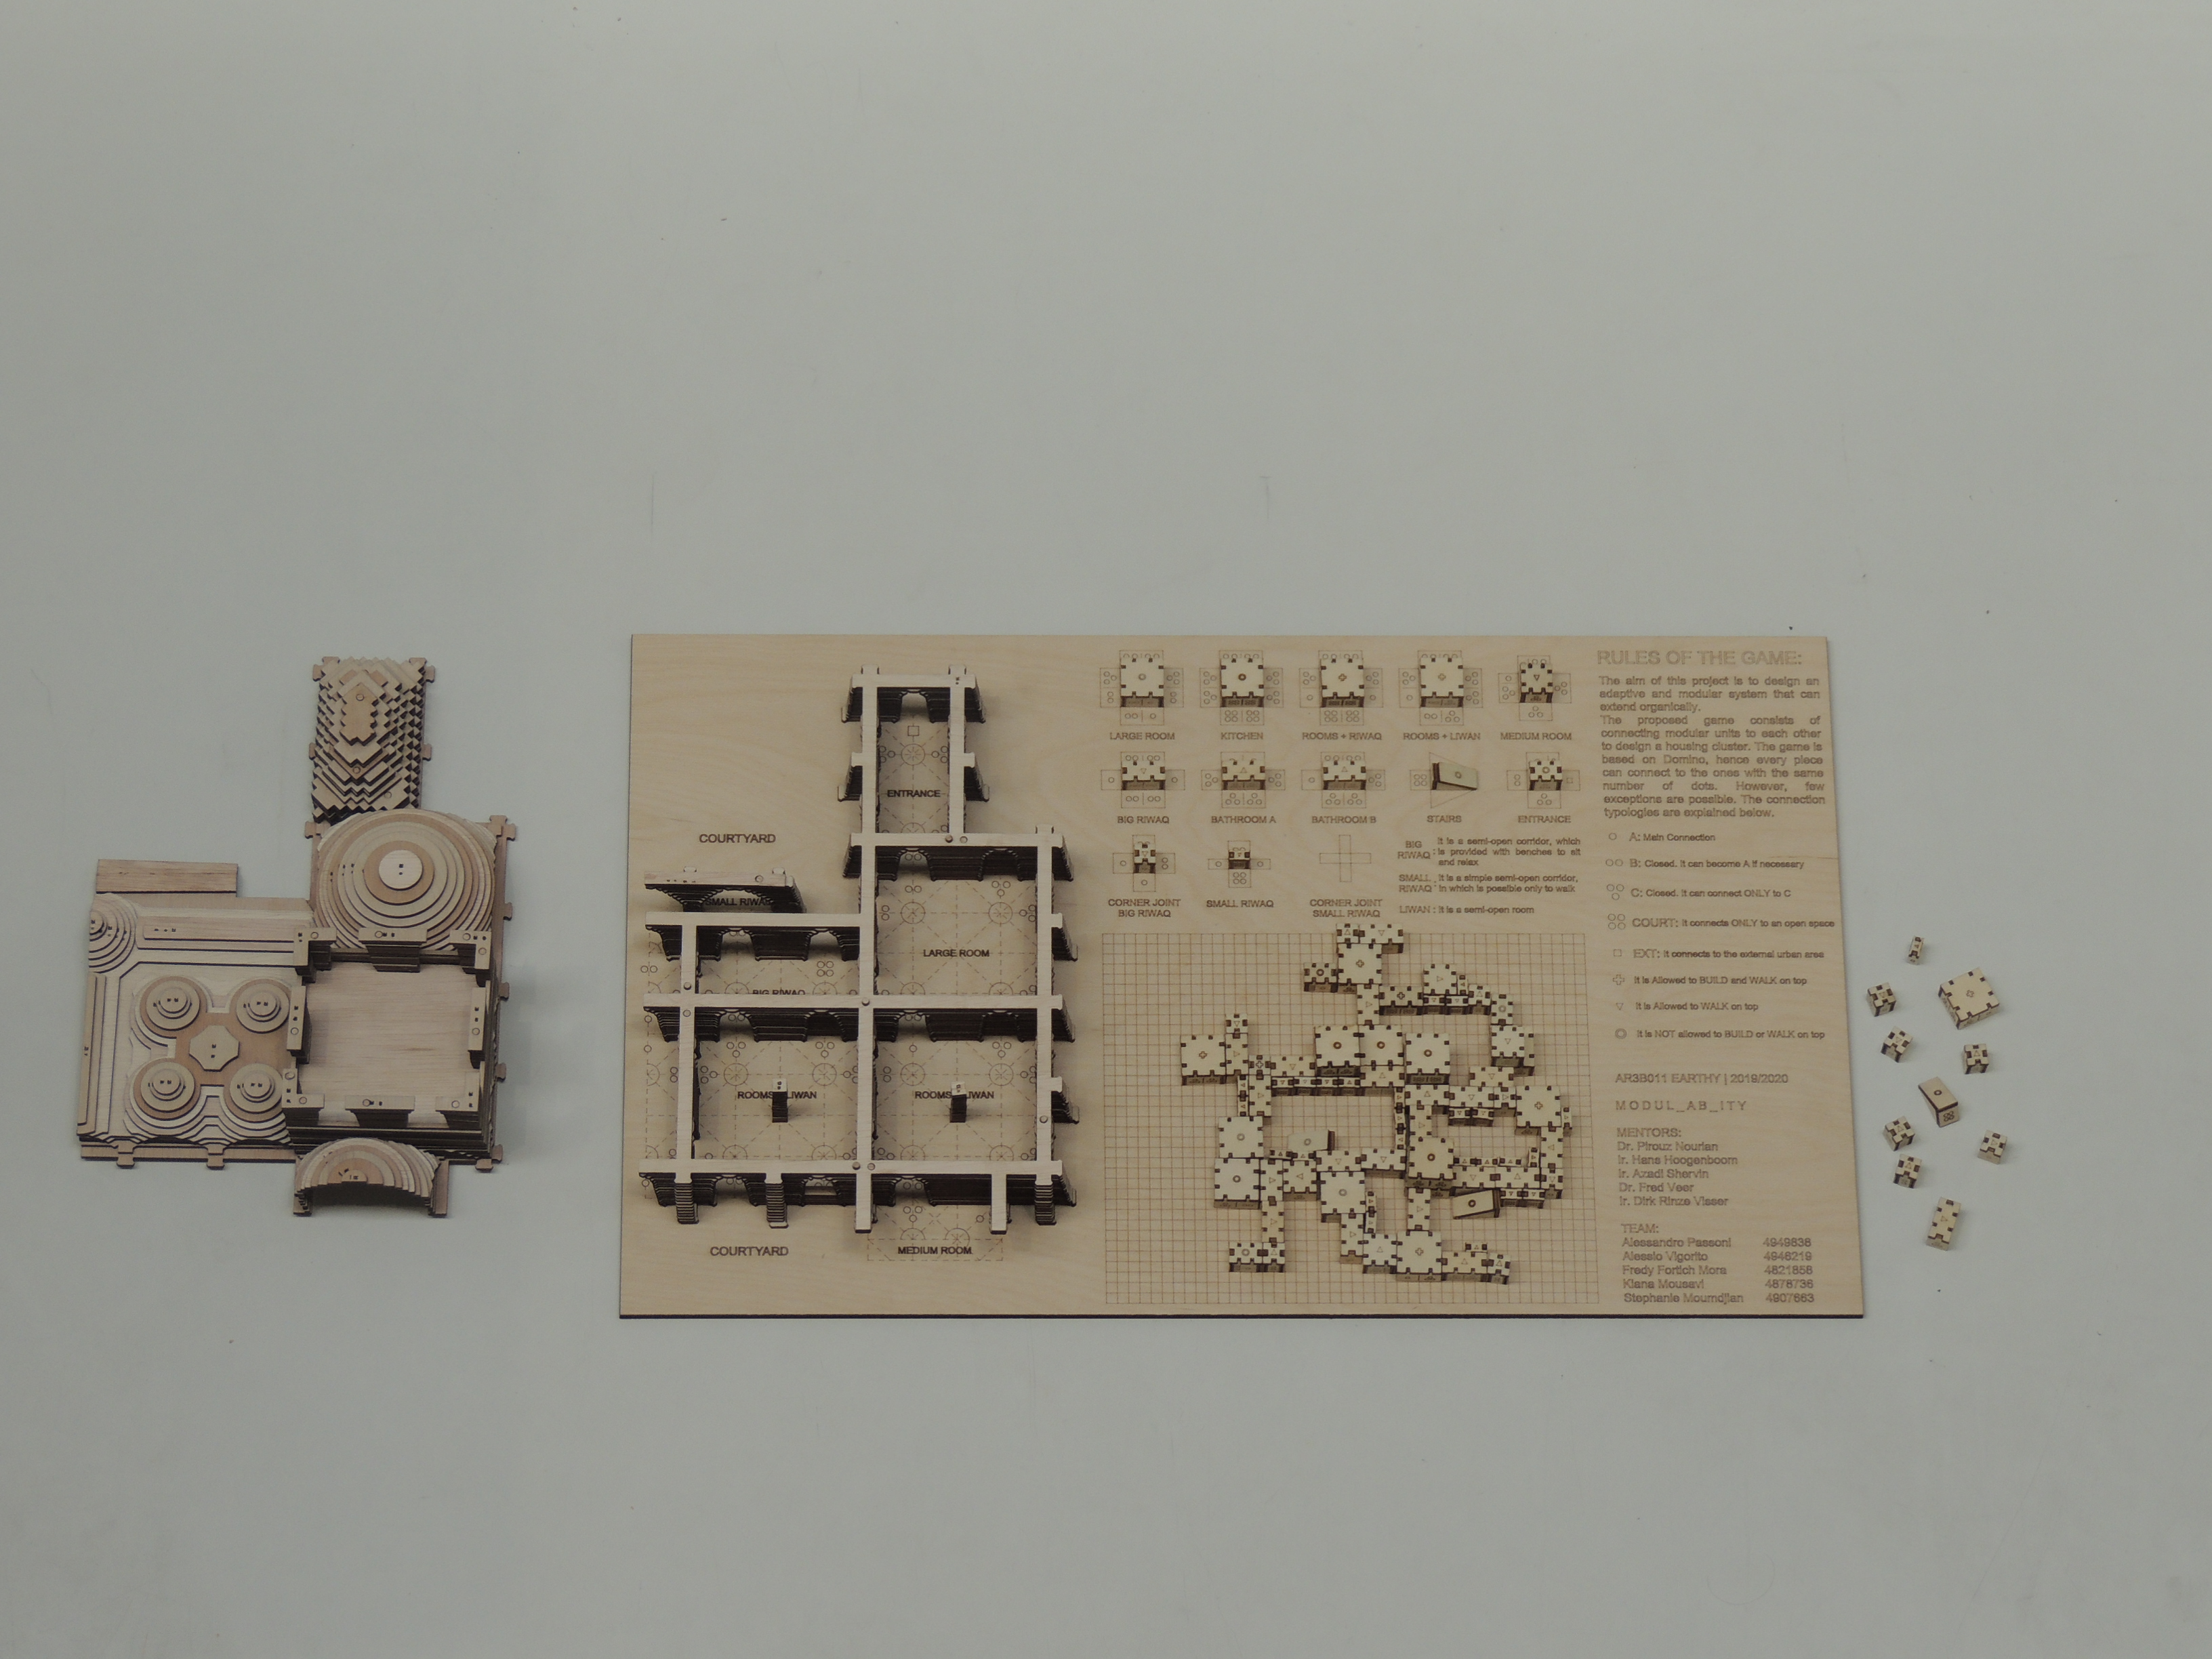 COURTYARD
ENTRANCE
SMALL RIWAQ
LARGE ROOM
BIG RIWAQ
ROOMS LIWAN
ROOMS LIWAN
COURTYARD
MEDIUM ROOM
LARGE ROOM
KITCHEN
ROOMS + RIWAQ
ROOMS + LIWAN
MEDIUM ROOM
BIG RIWAQ
BATHROOM A
BATHROOM B
STAIRS
ENTRANCE
CORNER JOINT
BIG RIWAQ
SMALL RIWAQ
CORNER JOINT
SMALL RIWAQ
BIG RIWAQ : It is a semi-open corridor, which
is provided with benches to sit
and relax
SMALL RIWAQ : It is a simple semi-open corridor,
in which is possible only to walk
LIWAN : It is a semi-open room
RULES OF THE GAME:
The aim of this project is to design an
adaptive and modular system that can
extend organically.
The proposed game consists of
connecting modular units to each other
to design a housing cluster. The game is
based on Domino, hence every piece
can connect to the ones with the same
number of dots. However, few
exceptions are possible. The connection
typologies are explained below.
A: Main Connection
B: Closed. It can become A if necessary
C: Closed. It can connect ONLY to C
COURT: It connects ONLY to an open space
EXT: It connects to the external urban area
It is Allowed to BUILD and WALK on top
It is Allowed to WALK on top
It is NOT allowed to BUILD or WALK on top
AR3B011 EARTHY | 2019/2020
MODUL_AB_ITY
MENTORS:
Dr. Pirouz Nourian
Ir. Hans Hoogenboom
Ir. Azadi Shervin
Dr. Fred Veer
Ir. Dirk Rinze Visser
TEAM:
Alessandro Passoni 4949838
Alessio Vigorito 4946219
Fredy Fortich Mora 4821858
Kiana Mousavi 4876736
Stephanie Moumdjian 4907663